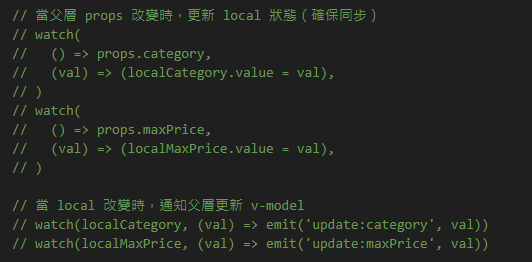 // 當父層 props 改變時，更新 local 狀態（確保同步）
// watch(
//   () => props.category,
//   (val) => (localCategory.value = val),
// )
// watch(
//   () => props.maxPrice,
//   (val) => (localMaxPrice.value = val),
// )
// 當 local 改變時，通知父層更新 v-model
// watch(localCategory, (val) => emit('update:category', val))
// watch(localMaxPrice, (val) => emit('update:maxPrice', val))